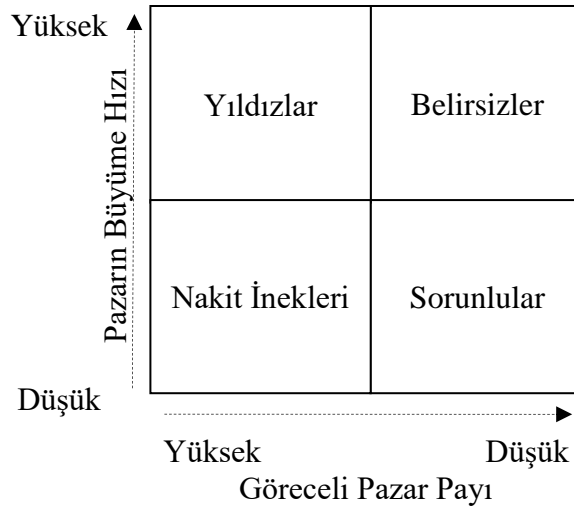 Yüksek
Pazarın Büyüme Hızı
Yıldızlar
Belirsizler
Nakit İnekleri
Sorunlular
Düşük
Yüksek
Düşük
Göreceli Pazar Payı